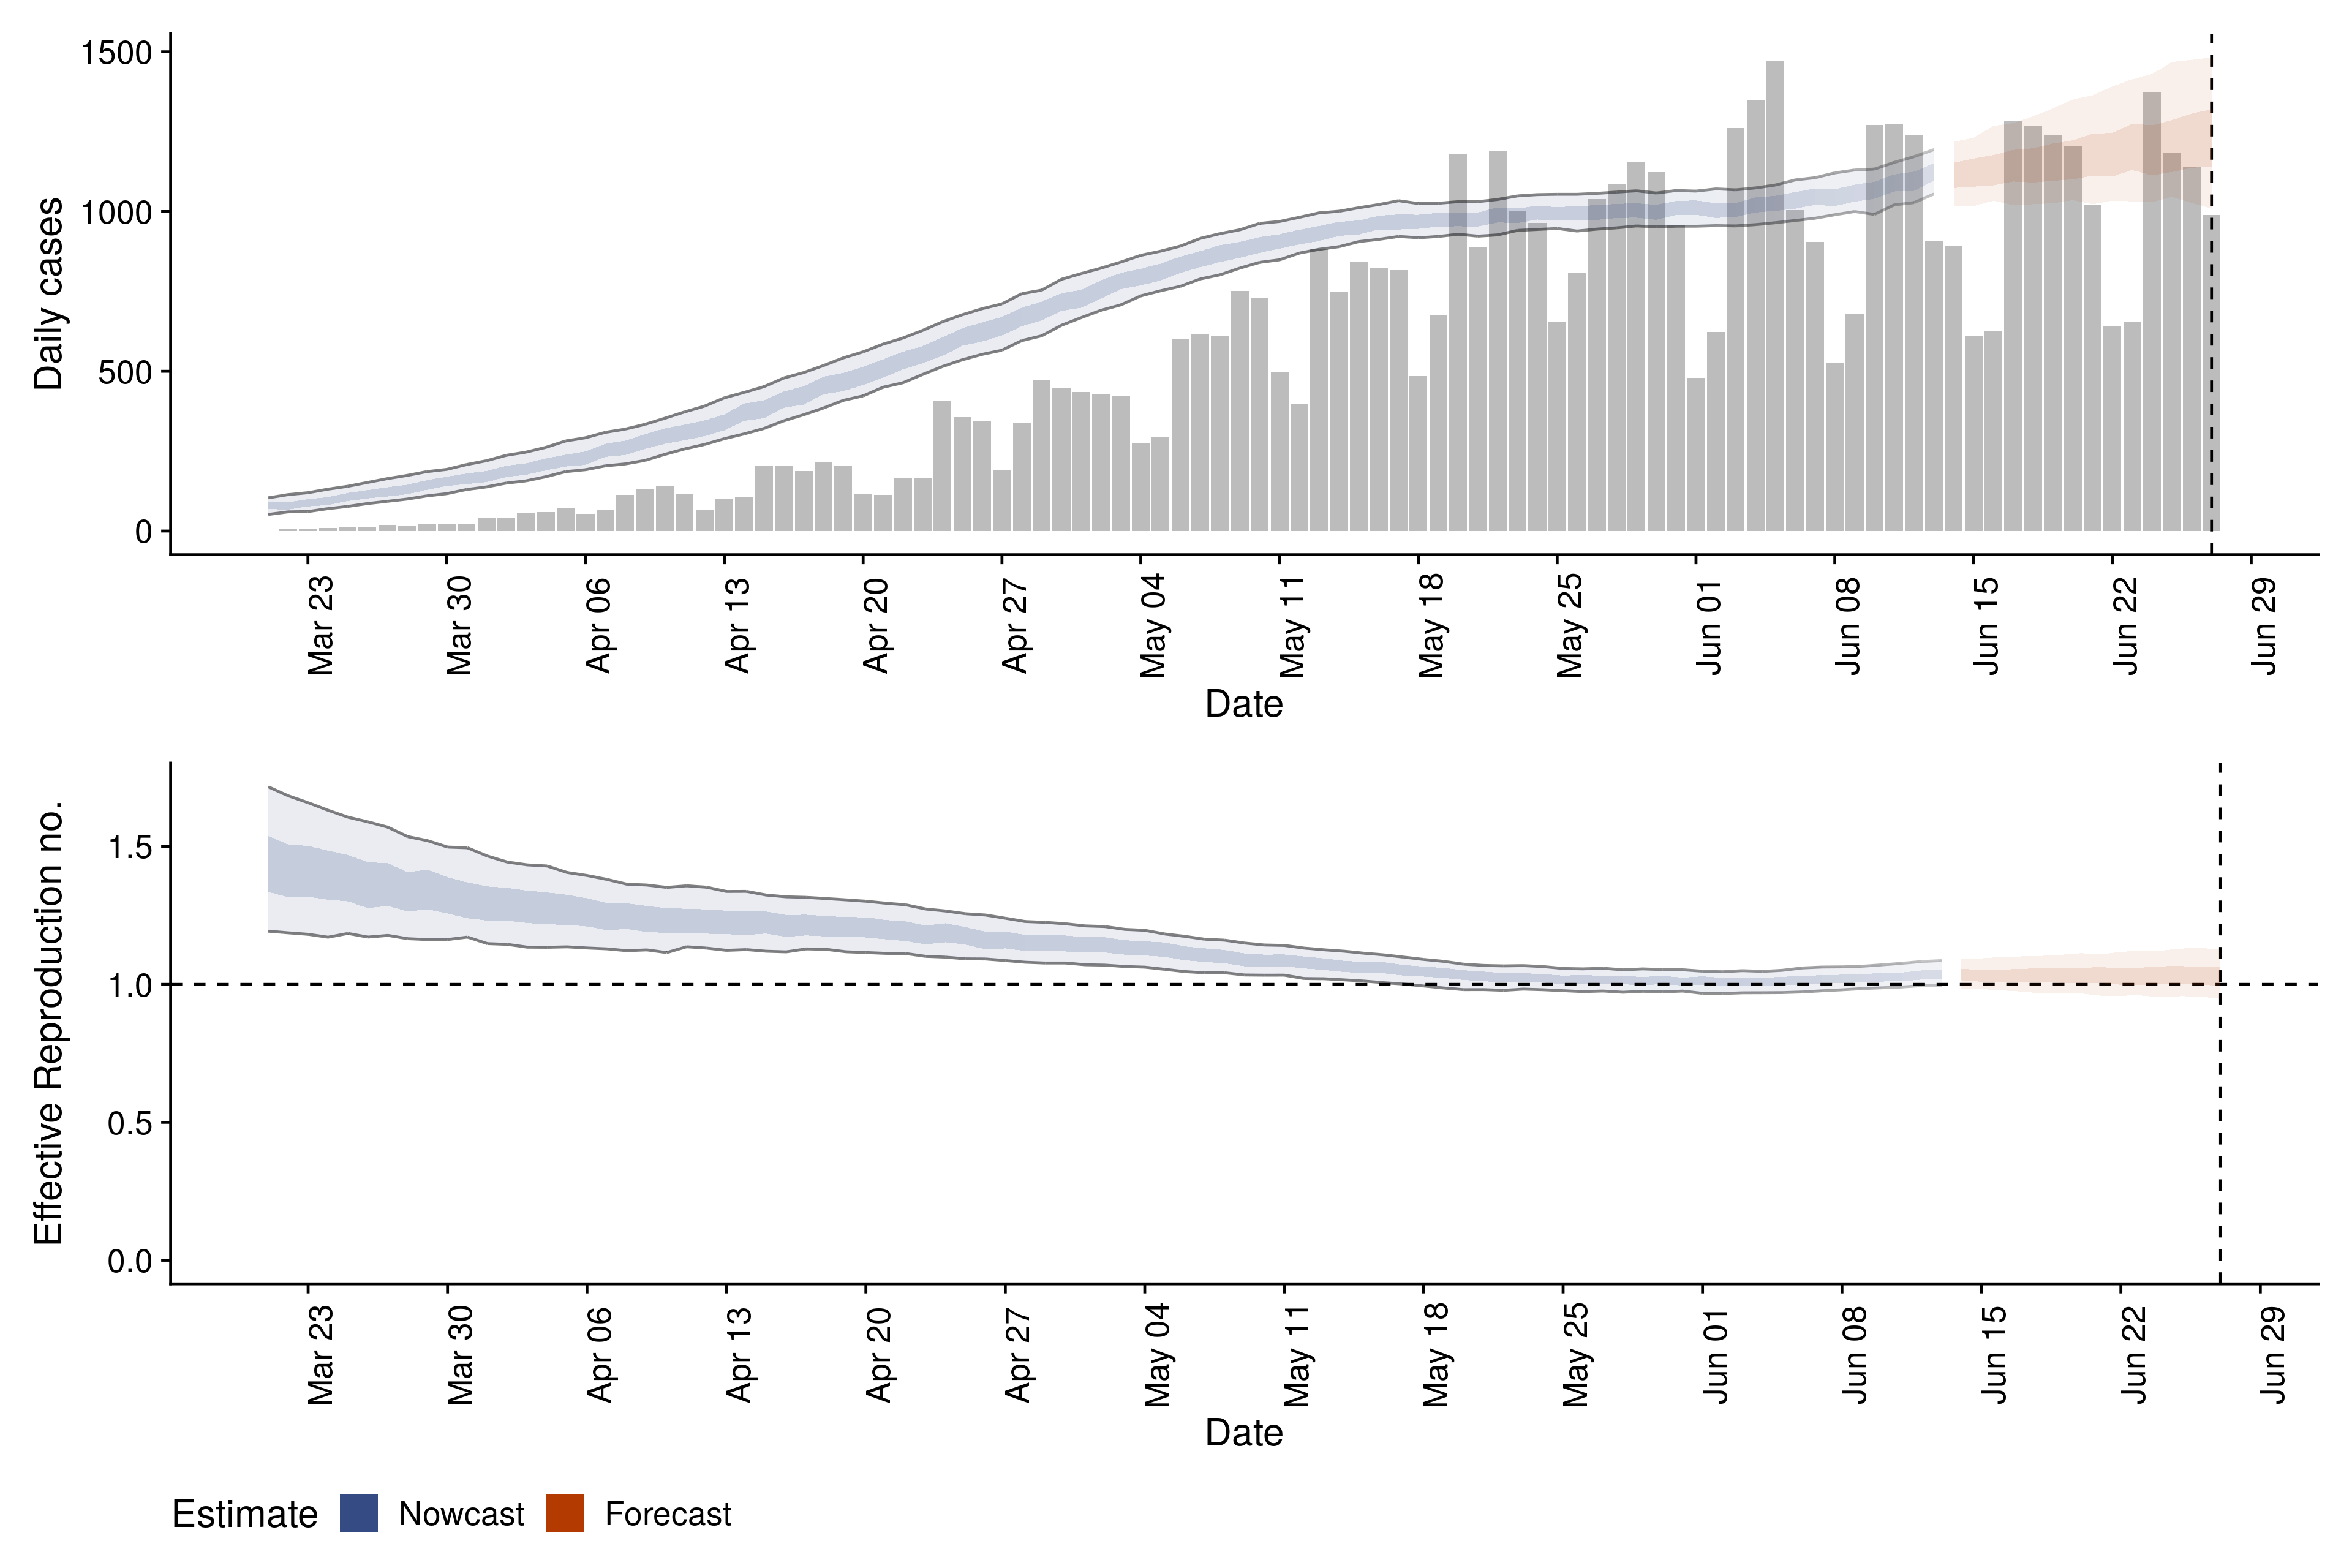 Daily cases
1500
1000
500
0
Mar 23
Mar 30
Apr 06
Apr 13
Apr 20
Apr 27
May 04
May 11
May 18
May 25
Jun 01
Jun 08
Jun 15
Jun 22
Jun 29
Date
Effective Reproduction no.
1.5
1.0
0.5
0.0
Mar 23
Mar 30
Apr 06
Apr 13
Apr 20
Apr 27
May 04
May 11
May 18
May 25
Jun 01
Jun 08
Jun 15
Jun 22
Jun 29
Date
Estimate Nowcast Forecast